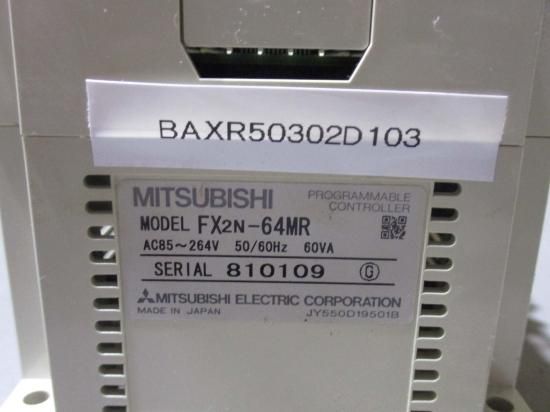 BAXR50302D103
MITSUBISHI
PROGRAMMABLE
CONTROLLER
MODEL FX2N-64MR
AC85~264V 50/60Hz 60VA
SERIAL 810109 G
MITSUBISHI ELECTRIC CORPORATION
MADE IN JAPAN JY550D19501B